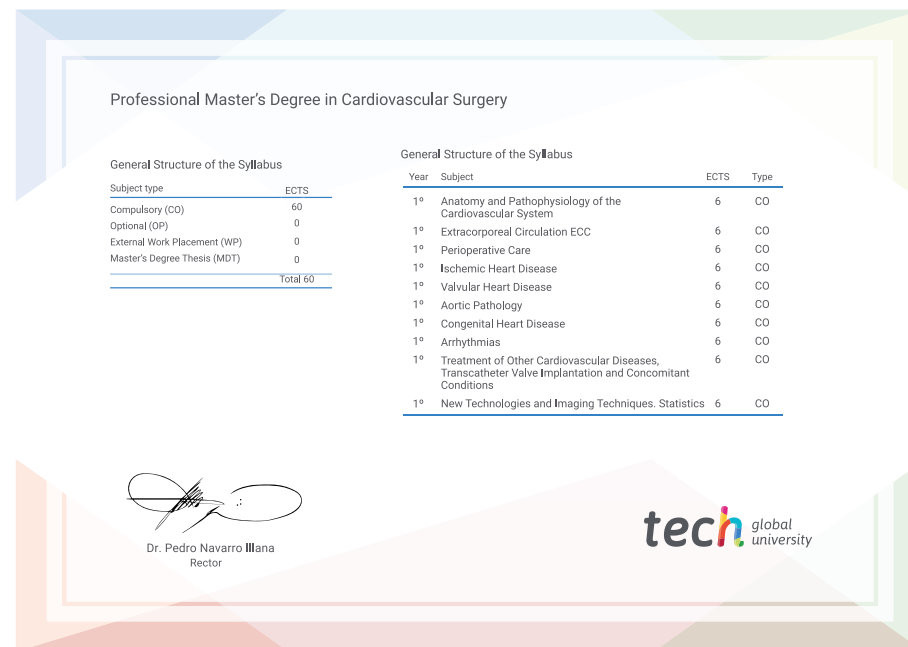 Professional Master's Degree in Cardiovascular Surgery
General Structure of the Syllabus
Subject type ECTS
Compulsory (CO) 60
Optional (OP) 0
External Work Placement (WP) 0
Master's Degree Thesis (MDT) 0
Total 60
General Structure of the Syllabus
Year Subject ECTS Type
1º Anatomy and Pathophysiology of the 6 CO
Cardiovascular System
1º Extracorporeal Circulation ECC 6 CO
1º Perioperative Care 6 CO
1º Ischemic Heart Disease 6 CO
1º Valvular Heart Disease 6 CO
1º Aortic Pathology 6 CO
1º Congenital Heart Disease 6 CO
1º Arrhythmias 6 CO
1º Treatment of Other Cardiovascular Diseases, 6 CO
Transcatheter Valve Implantation and Concomitant
Conditions
1º New Technologies and Imaging Techniques. Statistics 6 CO
Dr. Pedro Navarro Illana
Rector
tech global
university